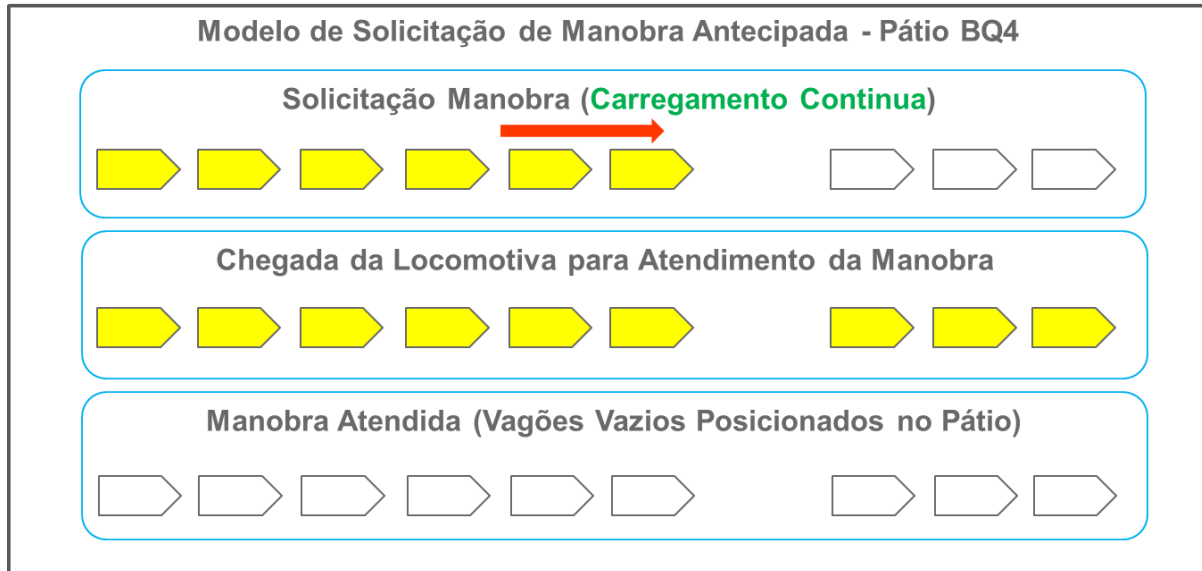 Modelo de Solicitação de Manobra Antecipada - Pátio BQ4
Solicitação Manobra (Carregamento Continua)
Chegada da Locomotiva para Atendimento da Manobra
Manobra Atendida (Vagões Vazios Posicionados no Pátio)